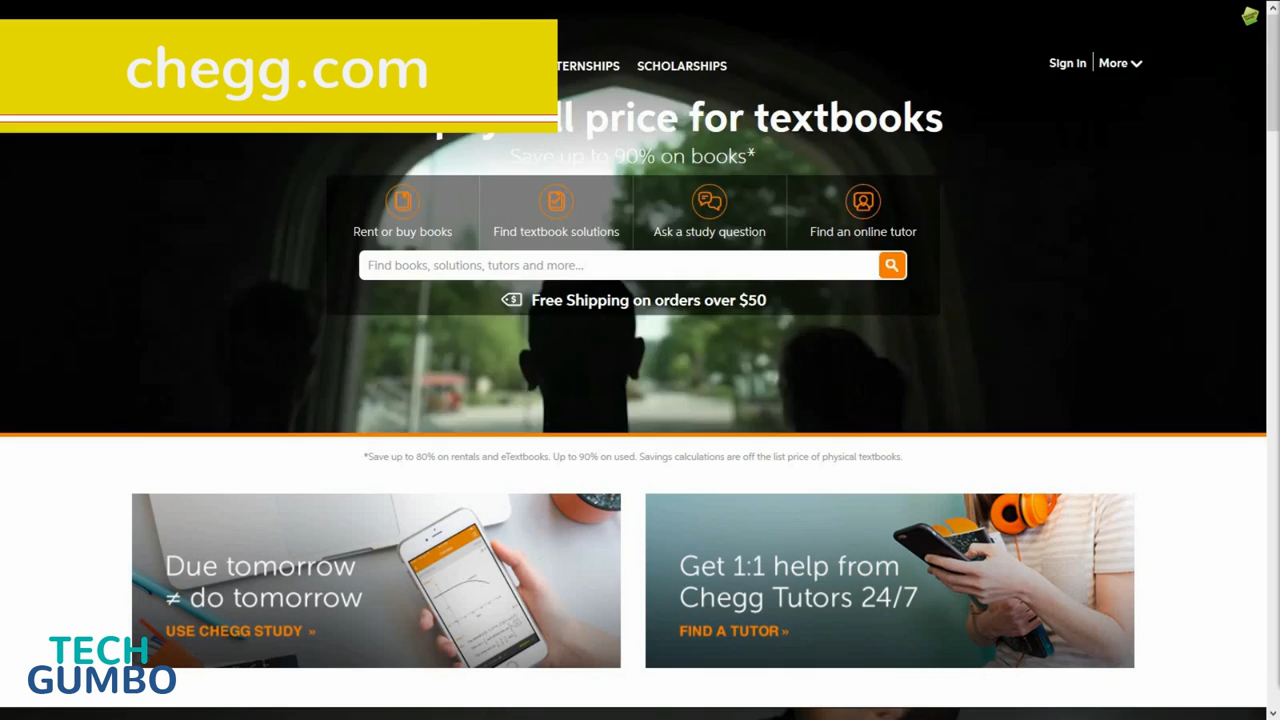 chegg.com
SCHOLARSHIPS
Sign In
More
price for textbooks
Save up to 90% on books*
Rent or buy books
Find textbook solutions
Ask a study question
Find an online tutor
Find books, solutions, tutors and more...
Free Shipping on orders over $50
*Save up to 80% on rentals and eTextbooks. Up to 90% on used. Savings calculations are off the list price of physical textbooks.
Due tomorrow
≠ do tomorrow
USE CHEGG STUDY »
Get 1:1 help from
Chegg Tutors 24/7
FIND A TUTOR »
TECH
GUMBO